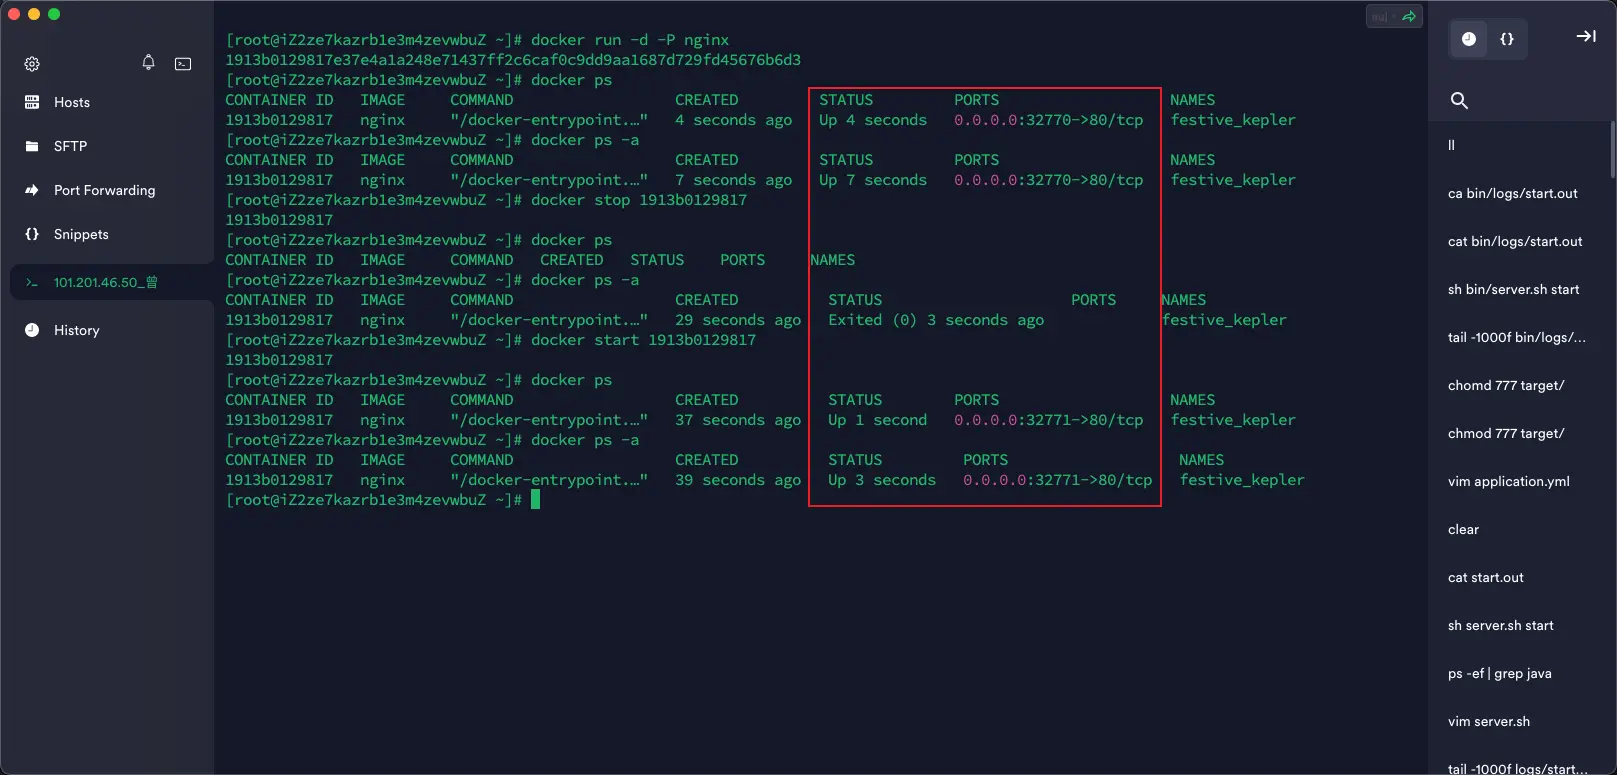 Hosts
SFTP
Port Forwarding
Snippets
101.201.46.50_曾
History
[root@iZ2ze7kazrb1e3m4zevwbuZ ~]# docker run -d -P nginx
1913b0129817e37e4a1a248e71437ff2c6caf0c9dd9aa1687d729fd45676b6d3
[root@iZ2ze7kazrb1e3m4zevwbuZ ~]# docker ps
CONTAINER ID   IMAGE     COMMAND                  CREATED         STATUS         PORTS                   NAMES
1913b0129817   nginx     "/docker-entrypoint.…"   4 seconds ago   Up 4 seconds   0.0.0.0:32770->80/tcp   festive_kepler
[root@iZ2ze7kazrb1e3m4zevwbuZ ~]# docker ps -a
CONTAINER ID   IMAGE     COMMAND                  CREATED         STATUS         PORTS                   NAMES
1913b0129817   nginx     "/docker-entrypoint.…"   7 seconds ago   Up 7 seconds   0.0.0.0:32770->80/tcp   festive_kepler
[root@iZ2ze7kazrb1e3m4zevwbuZ ~]# docker stop 1913b0129817
1913b0129817
[root@iZ2ze7kazrb1e3m4zevwbuZ ~]# docker ps
CONTAINER ID   IMAGE     COMMAND   CREATED   STATUS    PORTS     NAMES
[root@iZ2ze7kazrb1e3m4zevwbuZ ~]# docker ps -a
CONTAINER ID   IMAGE     COMMAND                  CREATED          STATUS                     PORTS     NAMES
1913b0129817   nginx     "/docker-entrypoint.…"   29 seconds ago   Exited (0) 3 seconds ago             festive_kepler
[root@iZ2ze7kazrb1e3m4zevwbuZ ~]# docker start 1913b0129817
1913b0129817
[root@iZ2ze7kazrb1e3m4zevwbuZ ~]# docker ps
CONTAINER ID   IMAGE     COMMAND                  CREATED          STATUS        PORTS                   NAMES
1913b0129817   nginx     "/docker-entrypoint.…"   37 seconds ago   Up 1 second   0.0.0.0:32771->80/tcp   festive_kepler
[root@iZ2ze7kazrb1e3m4zevwbuZ ~]# docker ps -a
CONTAINER ID   IMAGE     COMMAND                  CREATED          STATUS         PORTS                   NAMES
1913b0129817   nginx     "/docker-entrypoint.…"   39 seconds ago   Up 3 seconds   0.0.0.0:32771->80/tcp   festive_kepler
[root@iZ2ze7kazrb1e3m4zevwbuZ ~]#
ll
ca bin/logs/start.out
cat bin/logs/start.out
sh bin/server.sh start
tail -1000f bin/logs/...
chomd 777 target/
chmod 777 target/
vim application.yml
clear
cat start.out
sh server.sh start
ps -ef | grep java
vim server.sh
tail -1000f logs/start...